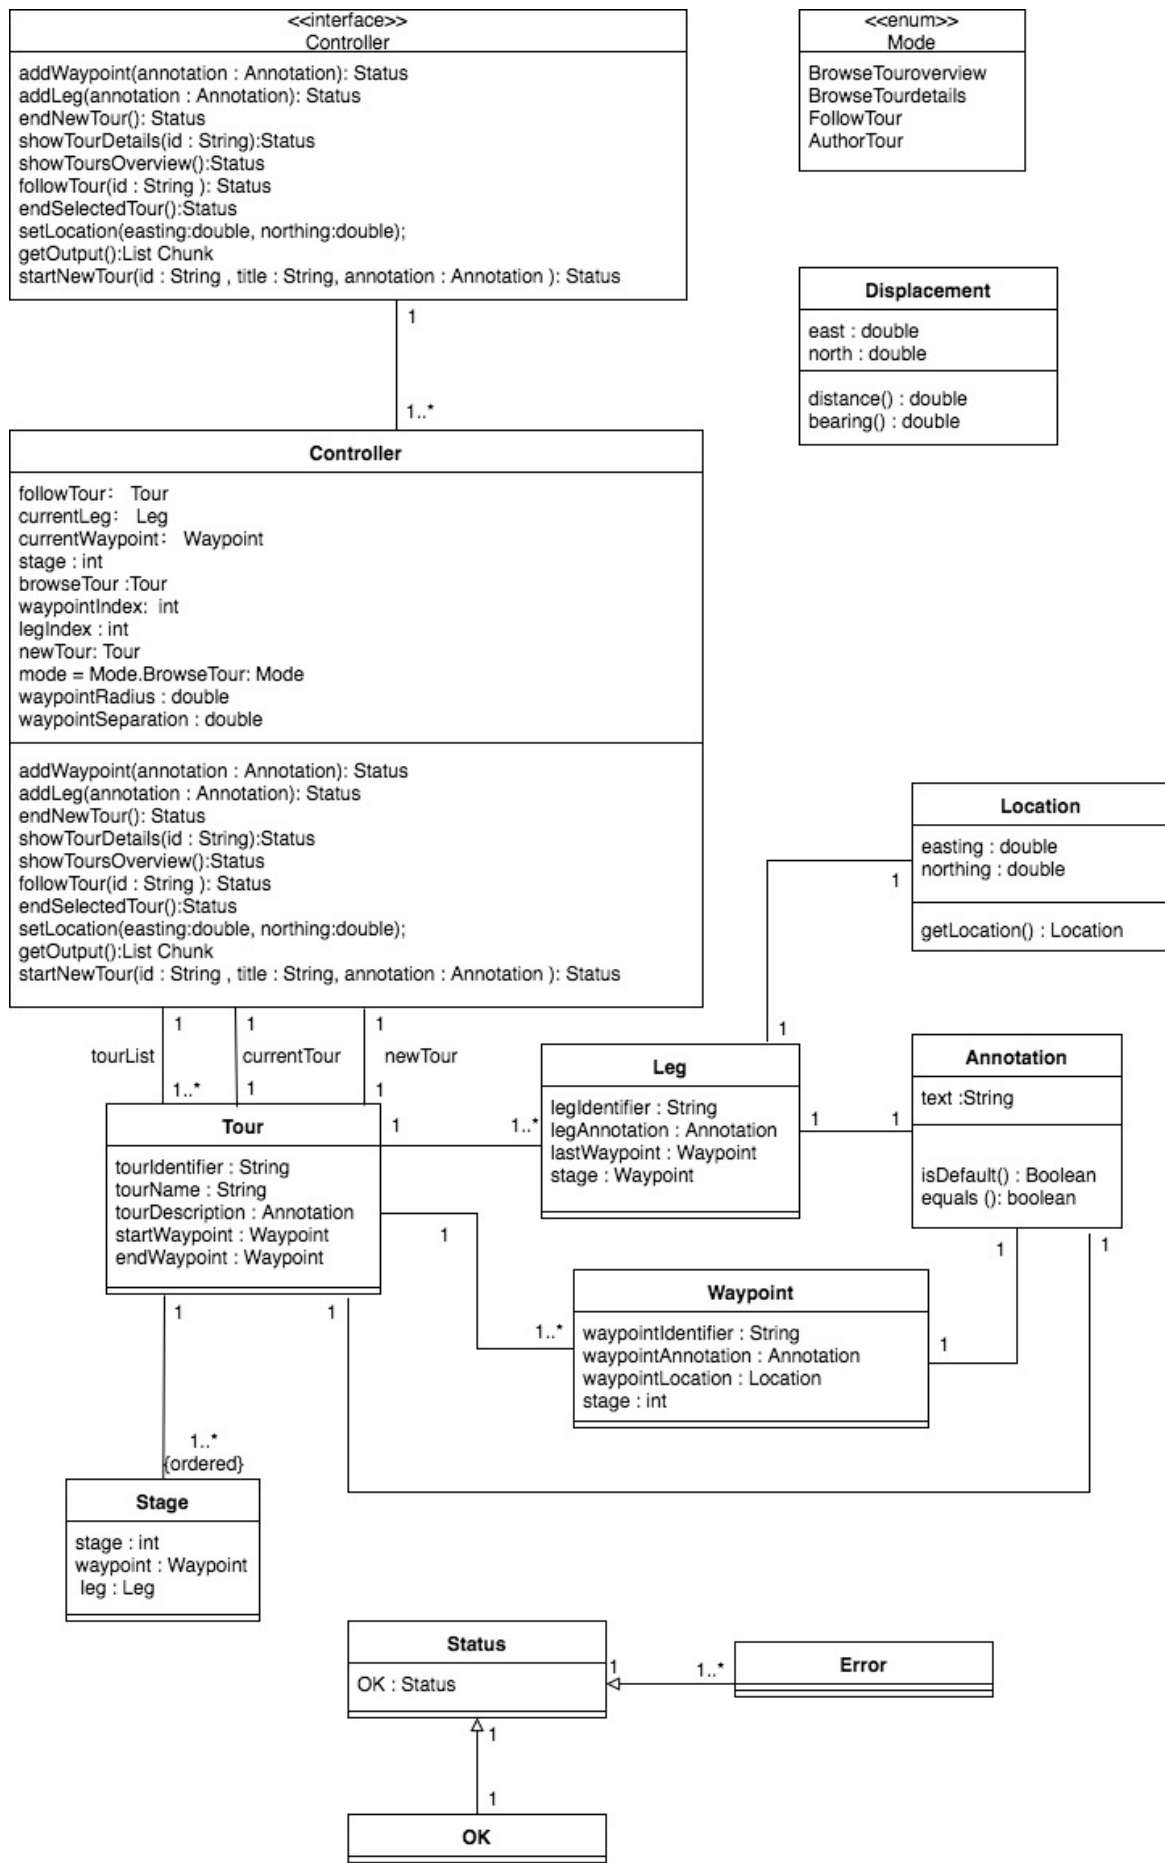 <<interface>>
Controller
addWaypoint(annotation : Annotation): Status
addLeg(annotation : Annotation): Status
endNewTour(): Status
showTourDetails(id : String):Status
showToursOverview():Status
followTour(id : String ): Status
endSelectedTour():Status
setLocation(easting:double, northing:double);
getOutput():List Chunk
startNewTour(id : String , title : String, annotation : Annotation ): Status
<<enum>>
Mode
BrowseTouroverview
BrowseTourdetails
FollowTour
AuthorTour
Displacement
east : double
north : double
distance() : double
bearing() : double
1
1..*
Controller
followTour: Tour
currentLeg: Leg
currentWaypoint: Waypoint
stage : int
browseTour :Tour
waypointIndex: int
legIndex : int
newTour: Tour
mode = Mode.BrowseTour: Mode
waypointRadius : double
waypointSeparation : double
addWaypoint(annotation : Annotation): Status
addLeg(annotation : Annotation): Status
endNewTour(): Status
showTourDetails(id : String):Status
showToursOverview():Status
followTour(id : String ): Status
endSelectedTour():Status
setLocation(easting:double, northing:double);
getOutput():List Chunk
startNewTour(id : String , title : String, annotation : Annotation ): Status
Location
easting : double
northing : double
getLocation() : Location
1
1
1 1 1
tourList currentTour newTour
1..* 1 1
Tour
tourIdentifier : String
tourName : String
tourDescription : Annotation
startWaypoint : Waypoint
endWaypoint : Waypoint
1
1..*
Leg
legIdentifier : String
legAnnotation : Annotation
lastWaypoint : Waypoint
stage : Waypoint
1
1
Annotation
text :String
isDefault() : Boolean
equals (): boolean
1
1..*
Waypoint
waypointIdentifier : String
waypointAnnotation : Annotation
waypointLocation : Location
stage : int
1
1
1
1
1
1..*
{ordered}
Stage
stage : int
waypoint : Waypoint
leg : Leg
Status
OK : Status
1
1..*
Error
1
1
OK